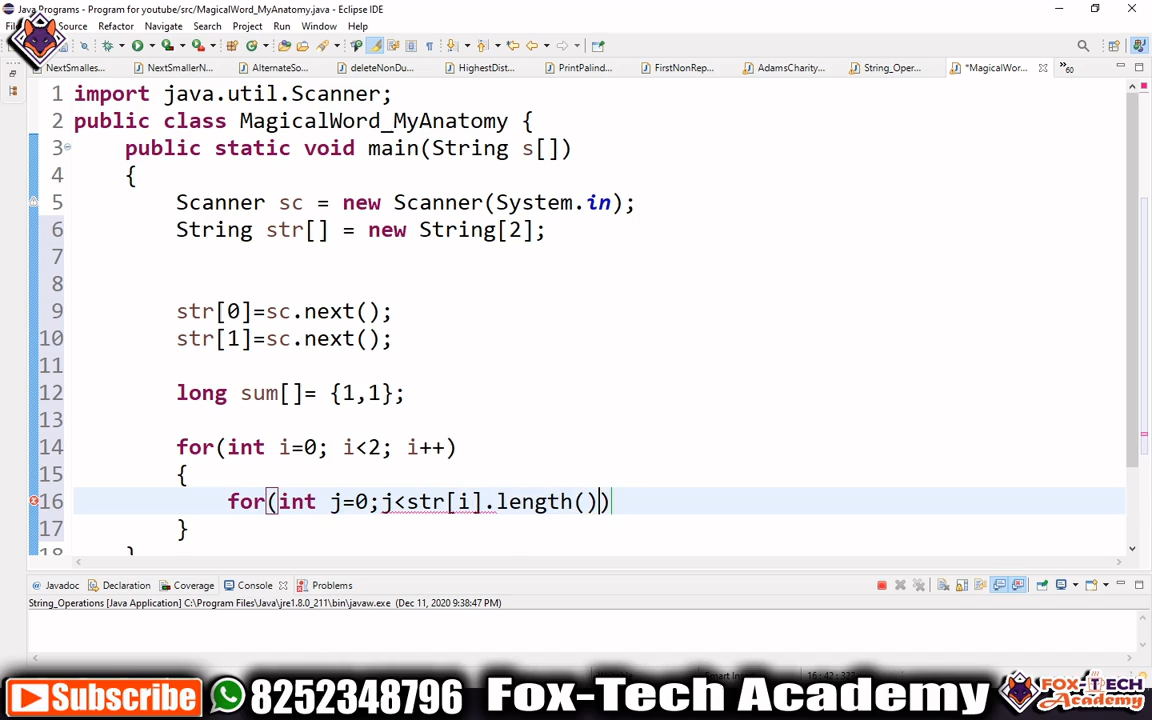 Java Programs - Program for youtube/src/MagicalWord_MyAnatomy.java - Eclipse IDE
Source Refactor Navigate Search Project Run Window Help
NextSmalles... NextSmallerN... AlternateSo... deleteNonDu... HighestDist... PrintPalind... FirstNonRep... AdamsCharity... String_Oper... *MagicalWor... 60
1 import java.util.Scanner;
2 public class MagicalWord_MyAnatomy {
3 public static void main(String s[])
4 {
5 Scanner sc = new Scanner(System.in);
6 String str[] = new String[2];
7
8
9 str[0]=sc.next();
10 str[1]=sc.next();
11
12 long sum[]= {1,1};
13
14 for(int i=0; i<2; i++)
15 {
16 for(int j=0;j<str[i].length())
17 }
18 }
Javadoc Declaration Coverage Console Problems
String_Operations [Java Application] C:\Program Files\Java\jre1.8.0_211\bin\javaw.exe (Dec 11, 2020 9:38:47 PM)
Subscribe 8252348796 Fox-Tech Academy FOX-TECH Academy